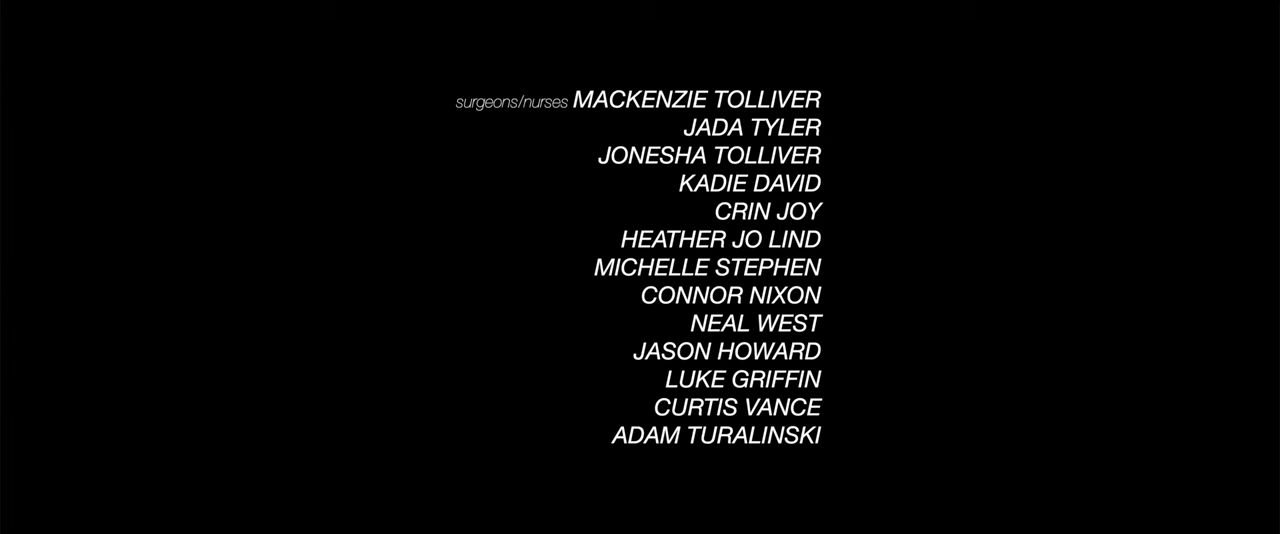 surgeons/nurses MACKENZIE TOLLIVER
JADA TYLER
JONESHA TOLLIVER
KADIE DAVID
CRIN JOY
HEATHER JO LIND
MICHELLE STEPHEN
CONNOR NIXON
NEAL WEST
JASON HOWARD
LUKE GRIFFIN
CURTIS VANCE
ADAM TURALINSKI